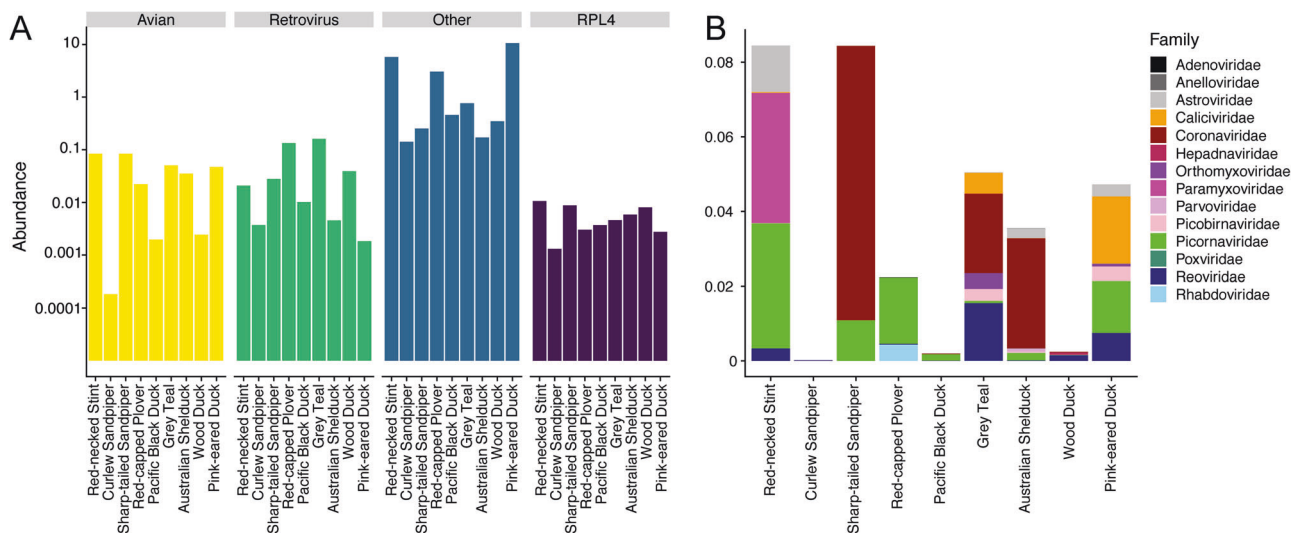 A
Avian
Retrovirus
Other
RPL4
Abundance
10
1
0.1
0.01
0.001
0.0001
Red-necked Stint
Curlew Sandpiper
Sharp-tailed Sandpiper
Red-capped Plover
Pacific Black Duck
Grey Teal
Australian Shelduck
Wood Duck
Pink-eared Duck
Red-necked Stint
Curlew Sandpiper
Sharp-tailed Sandpiper
Red-capped Plover
Pacific Black Duck
Grey Teal
Australian Shelduck
Wood Duck
Pink-eared Duck
Red-necked Stint
Curlew Sandpiper
Sharp-tailed Sandpiper
Red-capped Plover
Pacific Black Duck
Grey Teal
Australian Shelduck
Wood Duck
Pink-eared Duck
Red-necked Stint
Curlew Sandpiper
Sharp-tailed Sandpiper
Red-capped Plover
Pacific Black Duck
Grey Teal
Australian Shelduck
Wood Duck
Pink-eared Duck
B
0.08
0.06
0.04
0.02
0
Red-necked Stint
Curlew Sandpiper
Sharp-tailed Sandpiper
Red-capped Plover
Pacific Black Duck
Grey Teal
Australian Shelduck
Wood Duck
Pink-eared Duck
Family
Adenoviridae
Anelloviridae
Astroviridae
Caliciviridae
Coronaviridae
Hepadnaviridae
Orthomyxoviridae
Paramyxoviridae
Parvoviridae
Picobirnaviridae
Picornaviridae
Poxviridae
Reoviridae
Rhabdoviridae